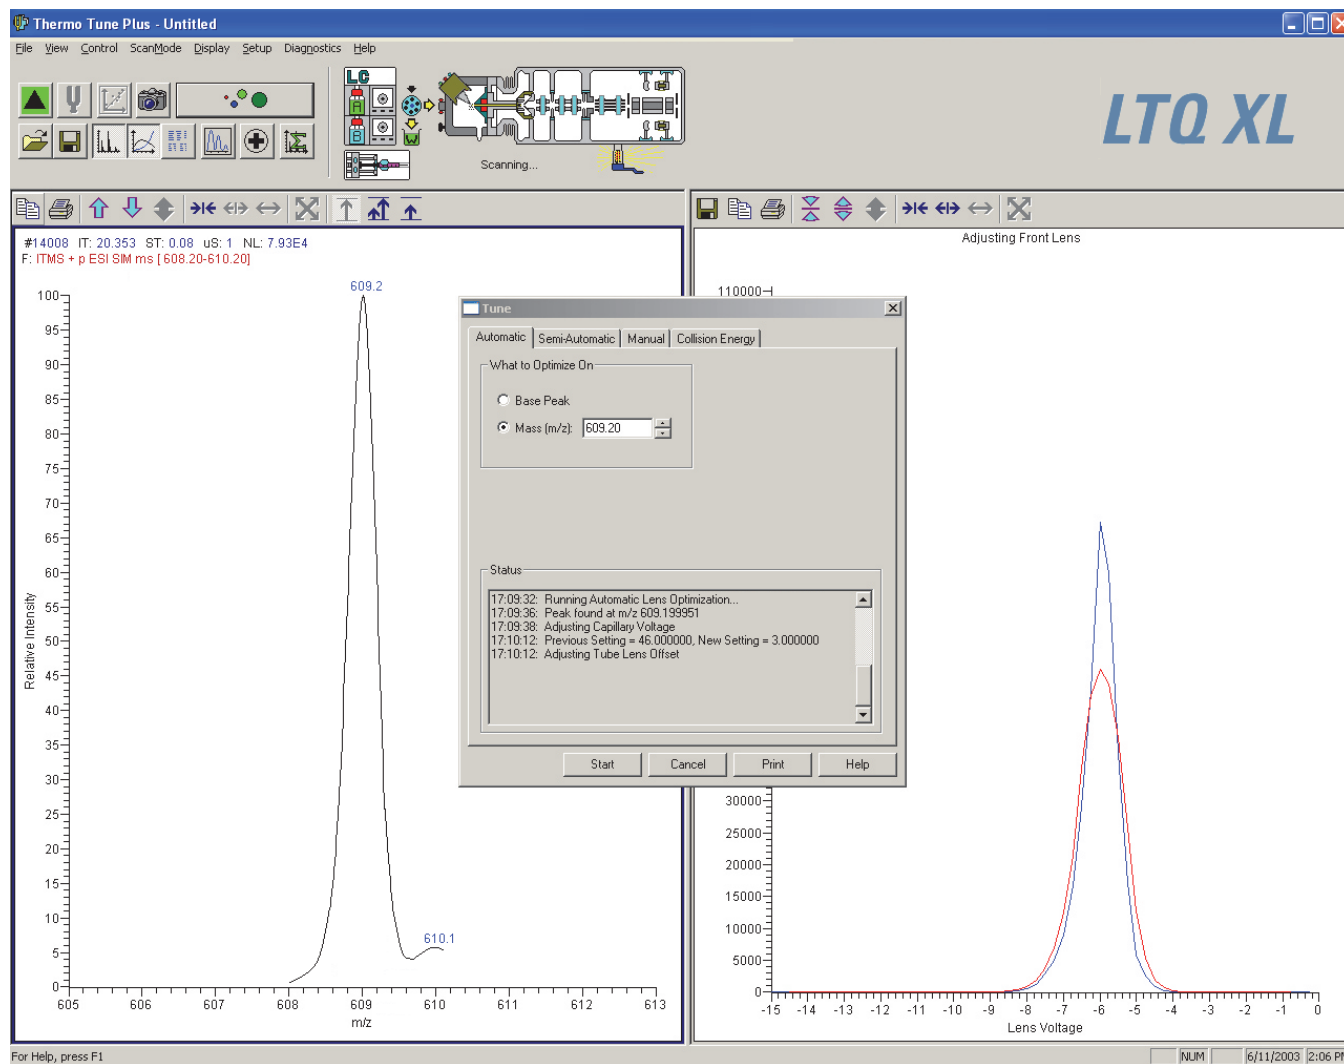 Thermo Tune Plus - Untitled
File View Control ScanMode Display Setup Diagnostics Help
LC
A
B
W
Scanning...
LTQ XL
#14008 IT: 20.353 ST: 0.08 uS: 1 NL: 7.93E4
F: ITMS + p ESI SIM ms [ 608.20-610.20]
609.2
100
95
90
85
80
75
70
65
60
55
50
45
40
35
30
25
20
15
10
5
0
Relative Intensity
610.1
605 606 607 608 609 610 611 612 613
m/z
Adjusting Front Lens
110000
30000
25000
20000
15000
10000
5000
0
-15 -14 -13 -12 -11 -10 -9 -8 -7 -6 -5 -4 -3 -2 -1 0
Lens Voltage
Tune
Automatic Semi-Automatic Manual Collision Energy
What to Optimize On
Base Peak
Mass (m/z): 609.20
Status
17:09:32: Running Automatic Lens Optimization...
17:09:36: Peak found at m/z 609.199951
17:09:38: Adjusting Capillary Voltage
17:10:12: Previous Setting = 46.000000, New Setting = 3.000000
17:10:12: Adjusting Tube Lens Offset
Start Cancel Print Help
For Help, press F1
NUM 6/11/2003 2:06 PM